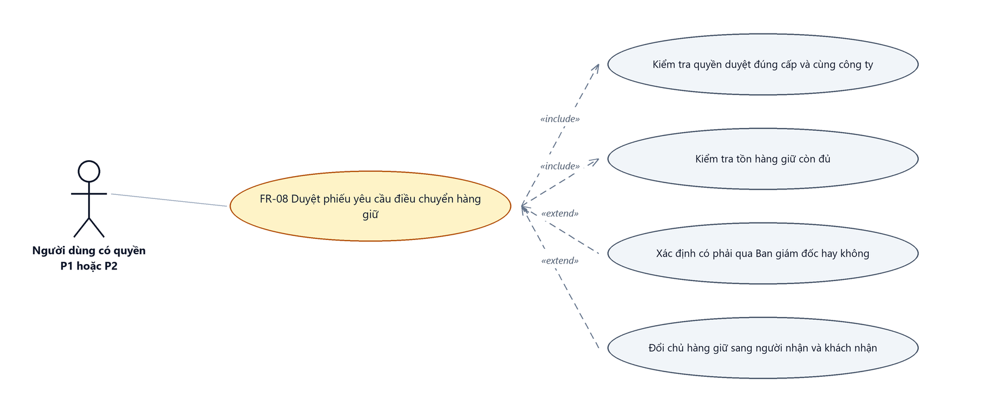 Kiểm tra quyền duyệt đúng cấp và cùng công ty
«include»
Kiểm tra tồn hàng giữ còn đủ
«include»
FR-08 Duyệt phiếu yêu cầu điều chuyển hàng
giữ
«extend»
Người dùng có quyền
P1 hoặc P2
Xác định có phải qua Ban giám đốc hay không
«extend»
Đổi chủ hàng giữ sang người nhận và khách nhận